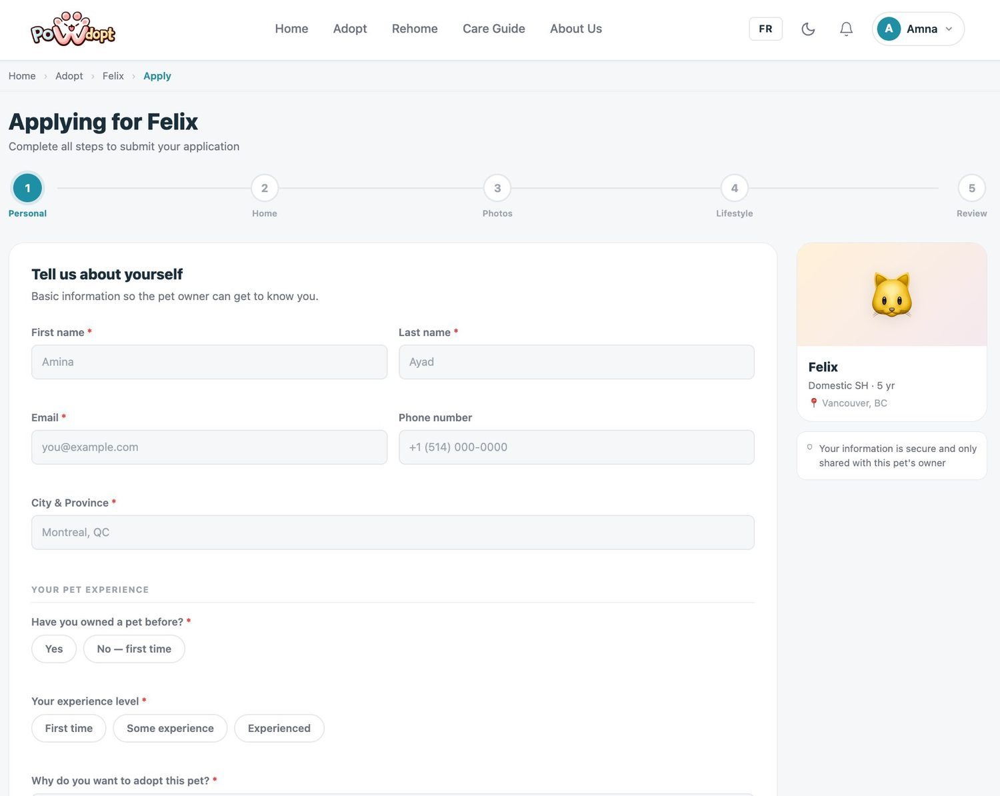 PoWdopt
Home Adopt Rehome Care Guide About Us
FR
A Amna
Home › Adopt › Felix › Apply
Applying for Felix
Complete all steps to submit your application
1 2 3 4 5
Personal Home Photos Lifestyle Review
Tell us about yourself
Basic information so the pet owner can get to know you.
First name * Last name *
Amina Ayad
Email * Phone number
you@example.com +1 (514) 000-0000
City & Province *
Montreal, QC
YOUR PET EXPERIENCE
Have you owned a pet before? *
Yes No — first time
Your experience level *
First time Some experience Experienced
Why do you want to adopt this pet? *
Felix
Domestic SH · 5 yr
Vancouver, BC
Your information is secure and only
shared with this pet's owner